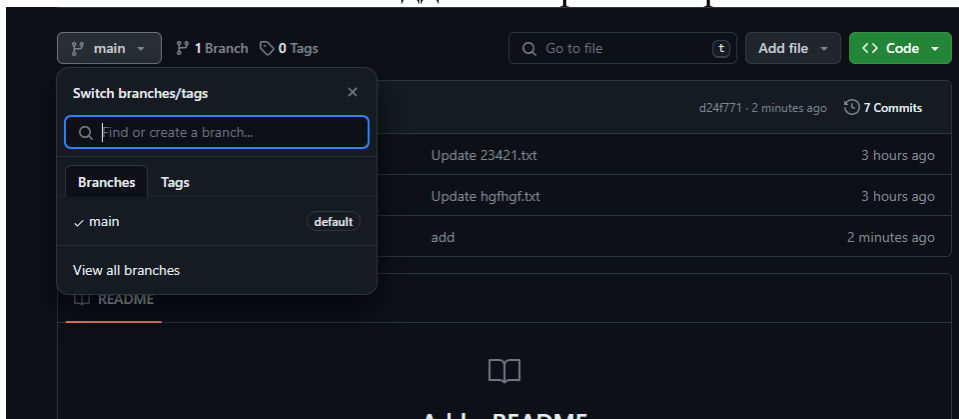 main
1 Branch
0 Tags
Go to file
t
Add file
<> Code
Switch branches/tags
Find or create a branch...
Branches
Tags
main
default
View all branches
d24f771 · 2 minutes ago
7 Commits
Update 23421.txt
3 hours ago
Update hgfhgf.txt
3 hours ago
add
2 minutes ago
README